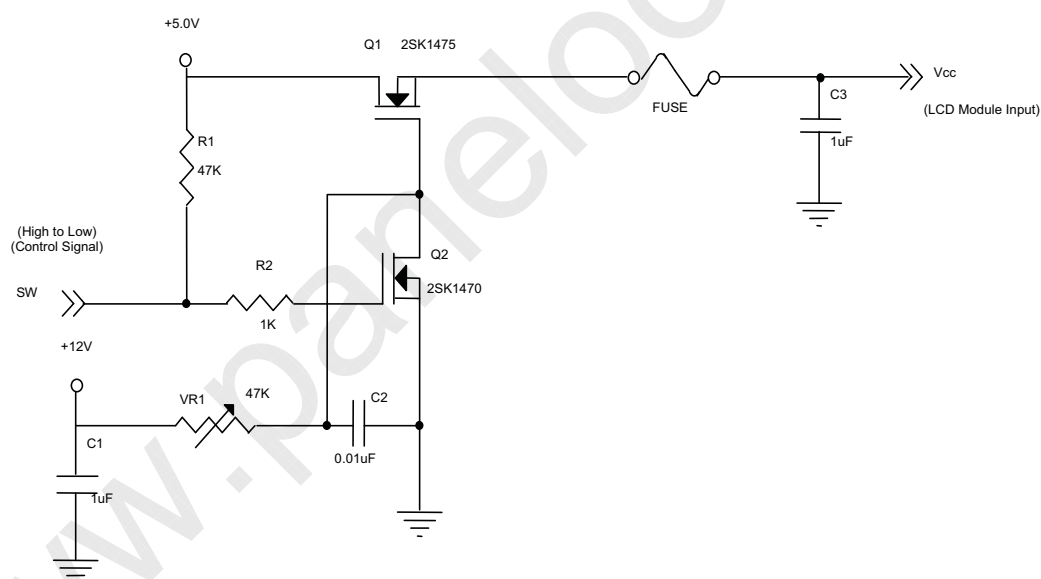 +5.0V
Q1 2SK1475
Vcc
C3
FUSE
(LCD Module Input)
R1
1uF
47K
(High to Low)
(Control Signal)
Q2
R2
SW
2SK1470
1K
+12V
47K
VR1
C2
C1
0.01uF
1uF
w.paneloo